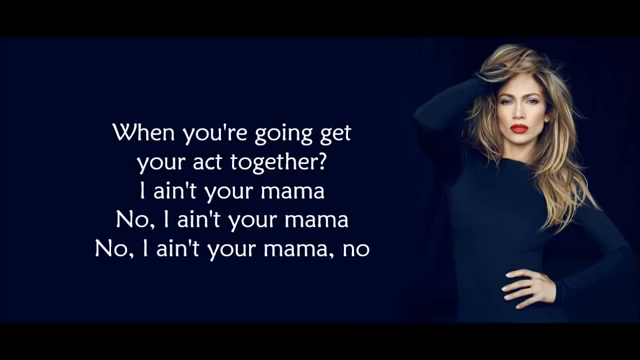 When you're going get
your act together?
I ain't your mama
No, I ain't your mama
No, I ain't your mama, no